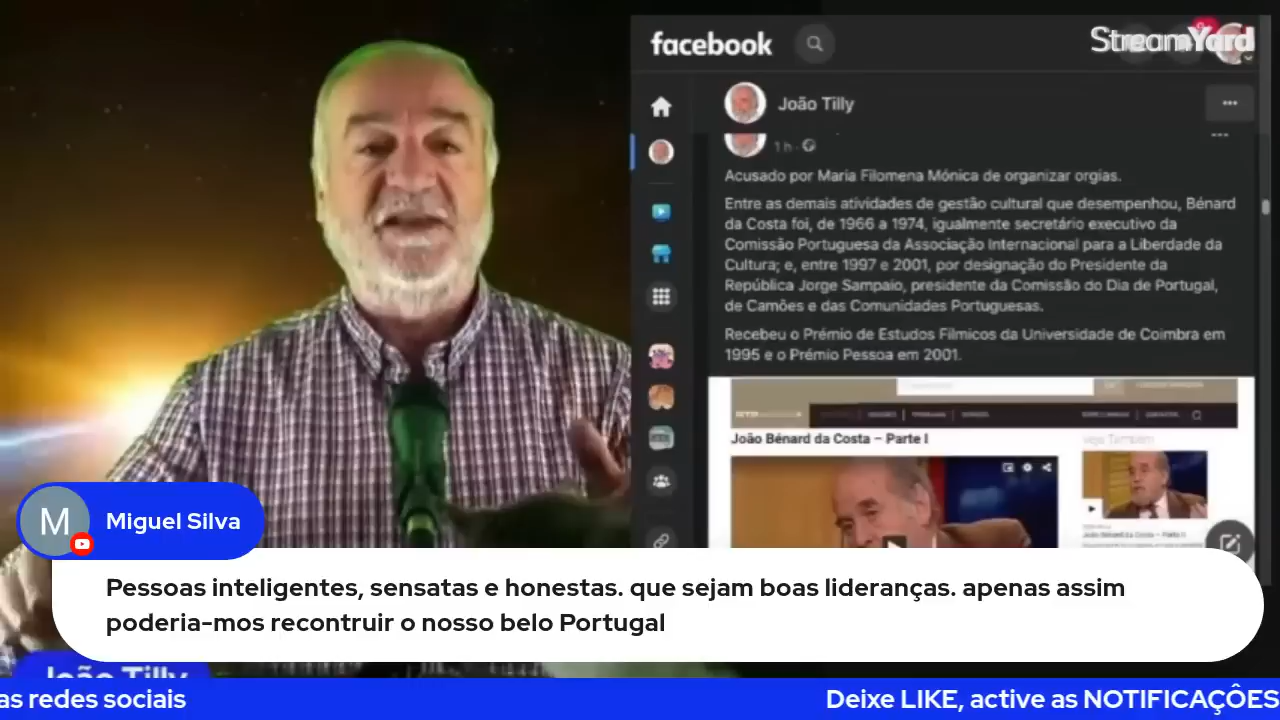 facebook
StreamYard
João Tilly
1 h
Acusado por Maria Filomena Mónica de organizar orgias.
Entre as demais atividades de gestão cultural que desempenhou, Bénard
da Costa foi, de 1966 a 1974, igualmente secretário executivo da
Comissão Portuguesa da Associação Internacional para a Liberdade da
Cultura; e, entre 1997 e 2001, por designação do Presidente da
República Jorge Sampaio, presidente da Comissão do Dia de Portugal,
de Camões e das Comunidades Portuguesas.
Recebeu o Prémio de Estudos Fílmicos da Universidade de Coimbra em
1995 e o Prémio Pessoa em 2001.
João Bénard da Costa – Parte I
Veja Também
João Bénard da Costa – Parte I
M
Miguel Silva
Pessoas inteligentes, sensatas e honestas. que sejam boas lideranças. apenas assim
poderia-mos recontruir o nosso belo Portugal
João Tilly
as redes sociais
Deixe LIKE, active as NOTIFICAÇÔES